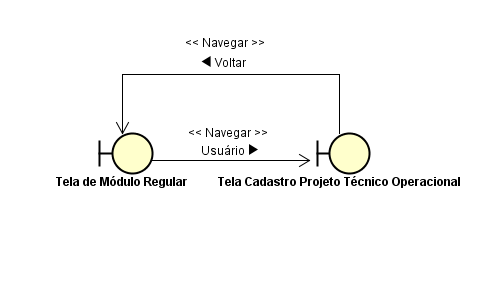 << Navegar >>
Voltar
<< Navegar >>
Usuário
Tela de Módulo Regular
Tela Cadastro Projeto Técnico Operacional